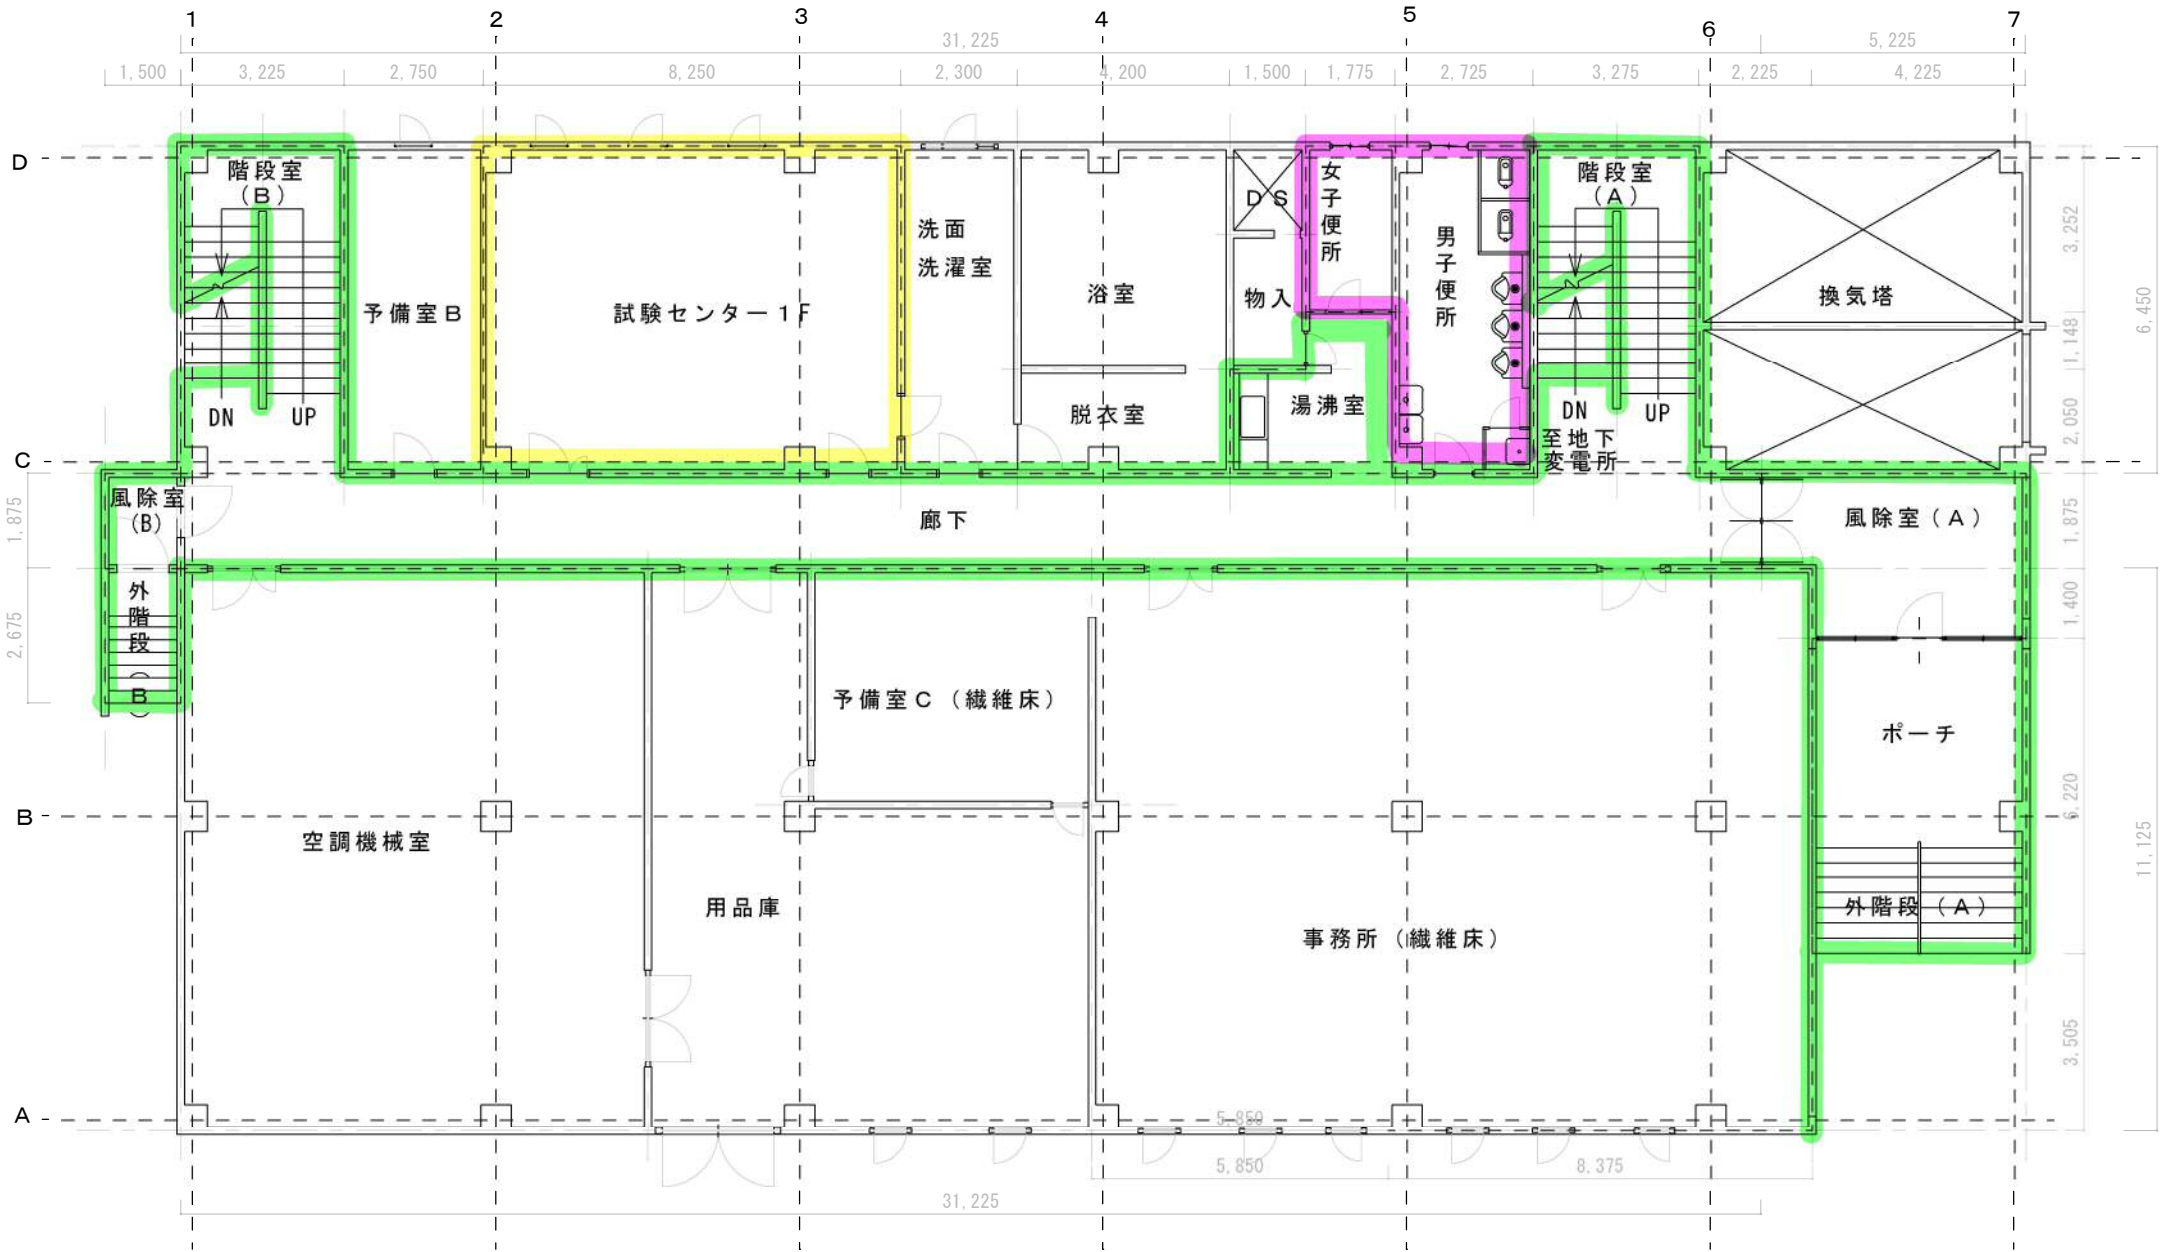 1 2 3 4 5 6 7
31,225 5,225
1,500 3,225 2,750 8,250 2,300 4,200 1,500 1,775 2,725 3,275 2,225 4,225
D
階段室
(B)
DN UP
予備室B
試験センター1F
洗面
洗濯室
浴室
脱衣室
DS
物入
女子便所
湯沸室
男子便所
階段室
(A)
DN UP
至地下
変電所
換気塔
3,252
1,148
2,050
6,450
C
風除室
(B)
廊下
風除室(A)
1,875
2,675
1,875
1,400
外階段
B
予備室C(繊維床)
ポーチ
B
空調機械室
用品庫
事務所(繊維床)
外階段(A)
6,220
3,505
11,125
A
5,850
5,850 8,375
31,225